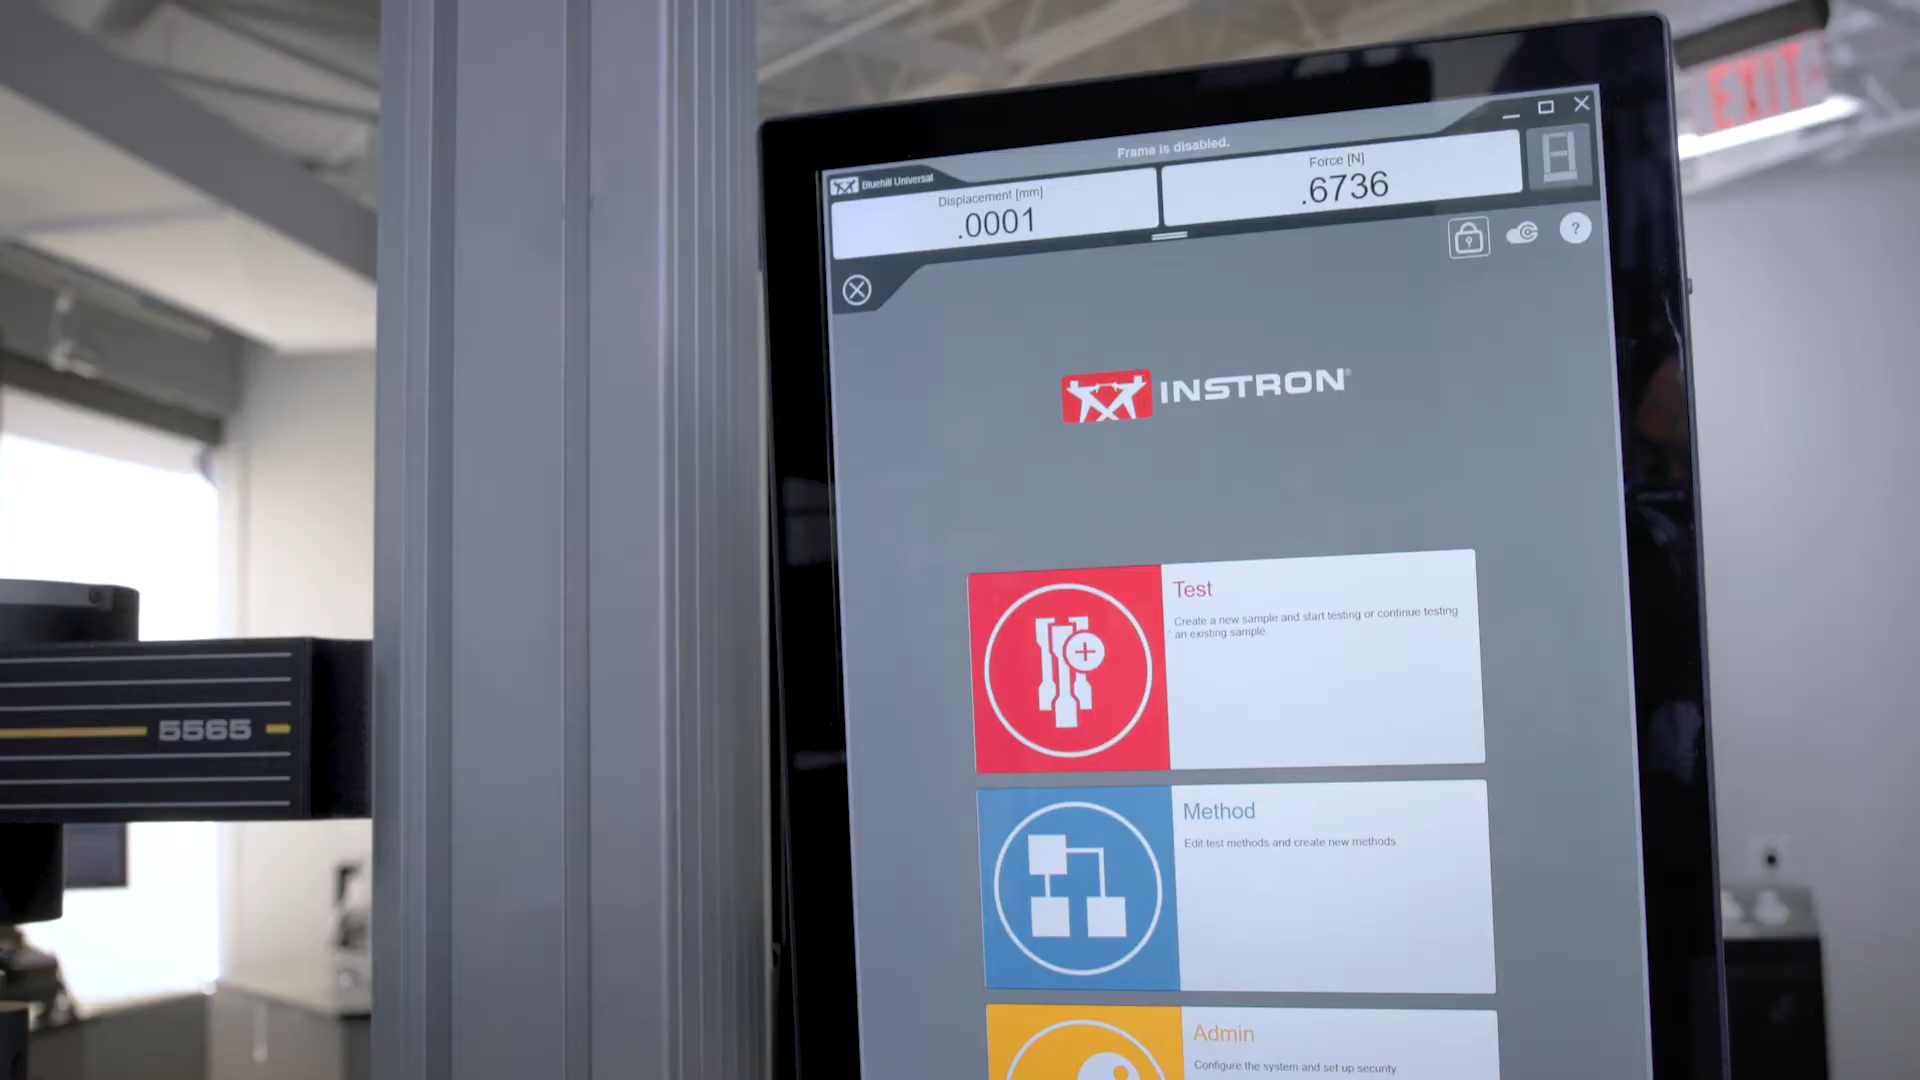 EXIT
Frame is disabled.
Bluehill Universal
Displacement [mm]
.0001
Force [N]
.6736
?
INSTRON®
Test
Create a new sample and start testing or continue testing
an existing sample.
5565
Method
Edit test methods and create new methods.
Admin
Configure the system and set up security